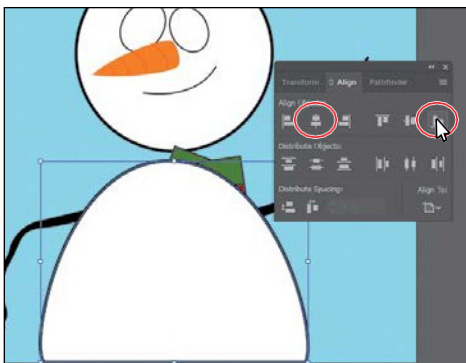 Transform Align Pathfinder
Align Objects:
Distribute Objects:
Distribute Spacing: Align To: